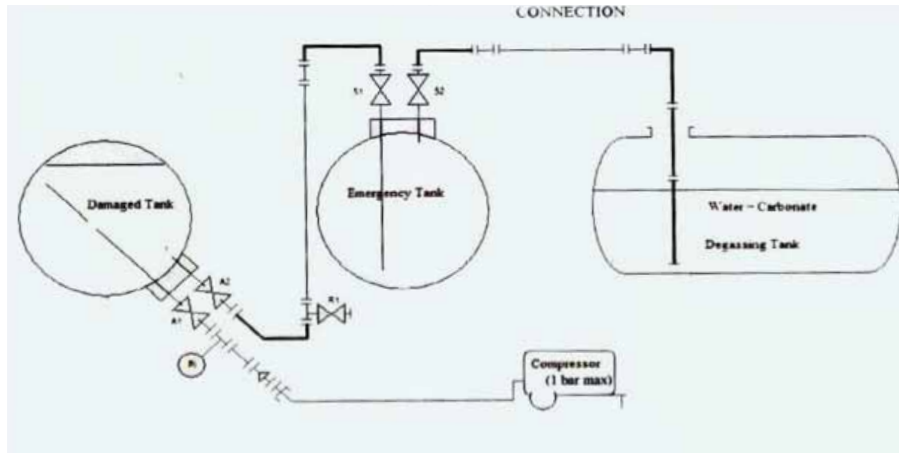 CONNECTION
S1
S2
Damaged Tank
Emergency Tank
Water - Carbonate
Degassing Tank
A2
A1
R1
Compressor
(1 bar max)